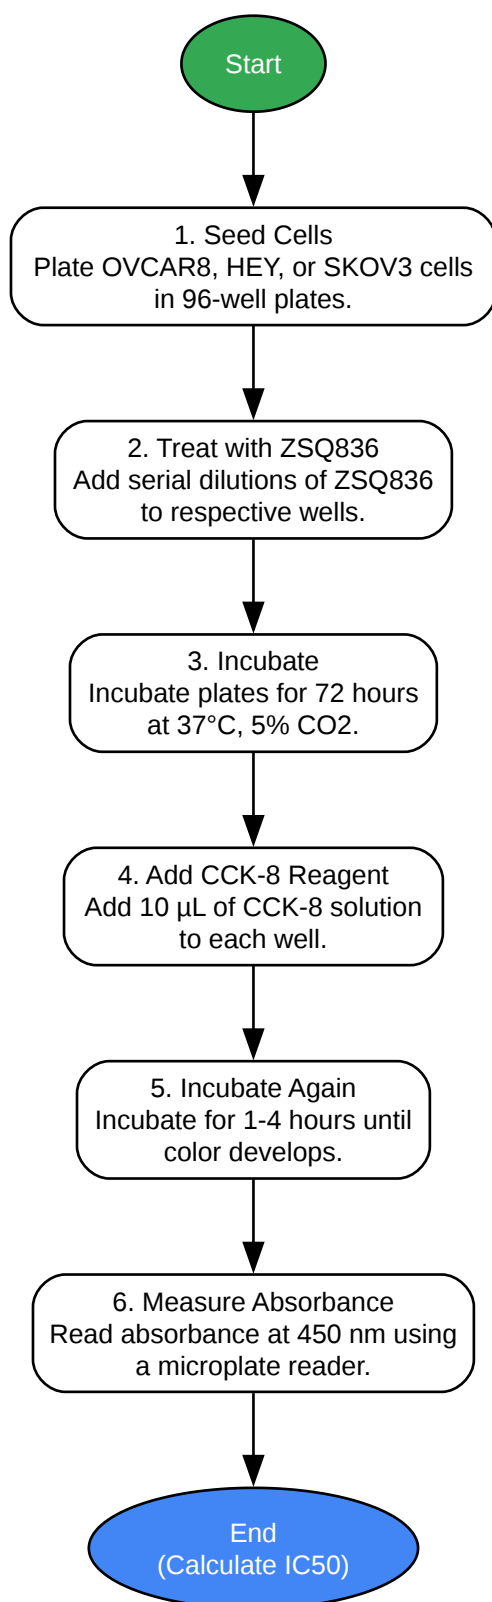 Start
1. Seed Cells
Plate OVCAR8, HEY, or SKOV3 cells
in 96-well plates.
2. Treat with ZSQ836
Add serial dilutions of ZSQ836
to respective wells.
3. Incubate
Incubate plates for 72 hours
at 37°C, 5% CO2.
4. Add CCK-8 Reagent
Add 10 µL of CCK-8 solution
to each well.
5. Incubate Again
Incubate for 1-4 hours until
color develops.
6. Measure Absorbance
Read absorbance at 450 nm using
a microplate reader.
End
(Calculate IC50)